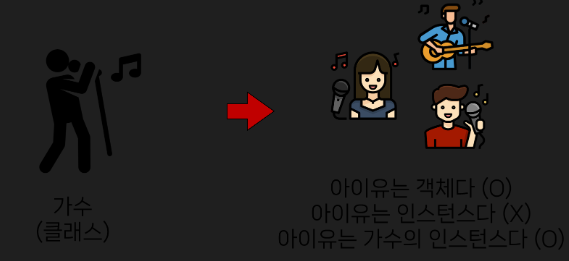 가수
(클래스)
아이유는 객체다 (O)
아이유는 인스턴스다 (X)
아이유는 가수의 인스턴스다 (O)